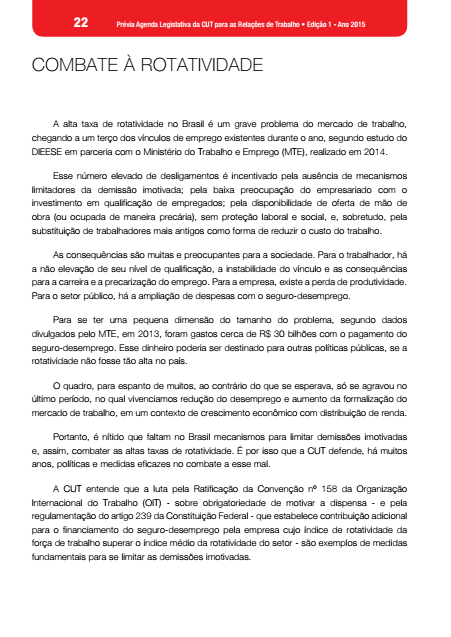 22 Prévia Agenda Legislativa da CUT para as Relações de Trabalho • Edição 1 - Ano 2015
COMBATE À ROTATIVIDADE
A alta taxa de rotatividade no Brasil é um grave problema do mercado de trabalho,
chegando a um terço dos vínculos de emprego existentes durante o ano, segundo estudo do
DIEESE em parceria com o Ministério do Trabalho e Emprego (MTE), realizado em 2014.
Esse número elevado de desligamentos é incentivado pela ausência de mecanismos
limitadores da demissão imotivada; pela baixa preocupação do empresariado com o
investimento em qualificação de empregados; pela disponibilidade de oferta de mão de
obra (ou ocupada de maneira precária), sem proteção laboral e social, e, sobretudo, pela
substituição de trabalhadores mais antigos como forma de reduzir o custo do trabalho.
As consequências são muitas e preocupantes para a sociedade. Para o trabalhador, há
a não elevação de seu nível de qualificação, a instabilidade do vínculo e as consequências
para a carreira e a precarização do emprego. Para a empresa, existe a perda de produtividade.
Para o setor público, há a ampliação de despesas com o seguro-desemprego.
Para se ter uma pequena dimensão do tamanho do problema, segundo dados
divulgados pelo MTE, em 2013, foram gastos cerca de R$ 30 bilhões com o pagamento do
seguro-desemprego. Esse dinheiro poderia ser destinado para outras políticas públicas, se a
rotatividade não fosse tão alta no país.
O quadro, para espanto de muitos, ao contrário do que se esperava, só se agravou no
último período, no qual vivenciamos redução do desemprego e aumento da formalização do
mercado de trabalho, em um contexto de crescimento econômico com distribuição de renda.
Portanto, é nítido que faltam no Brasil mecanismos para limitar demissões imotivadas
e, assim, combater as altas taxas de rotatividade. É por isso que a CUT defende, há muitos
anos, políticas e medidas eficazes no combate a esse mal.
A CUT entende que a luta pela Ratificação da Convenção nº 158 da Organização
Internacional do Trabalho (OIT) - sobre obrigatoriedade de motivar a dispensa - e pela
regulamentação do artigo 239 da Constituição Federal - que estabelece contribuição adicional
para o financiamento do seguro-desemprego pela empresa cujo índice de rotatividade da
força de trabalho superar o índice médio da rotatividade do setor - são exemplos de medidas
fundamentais para se limitar as demissões imotivadas.